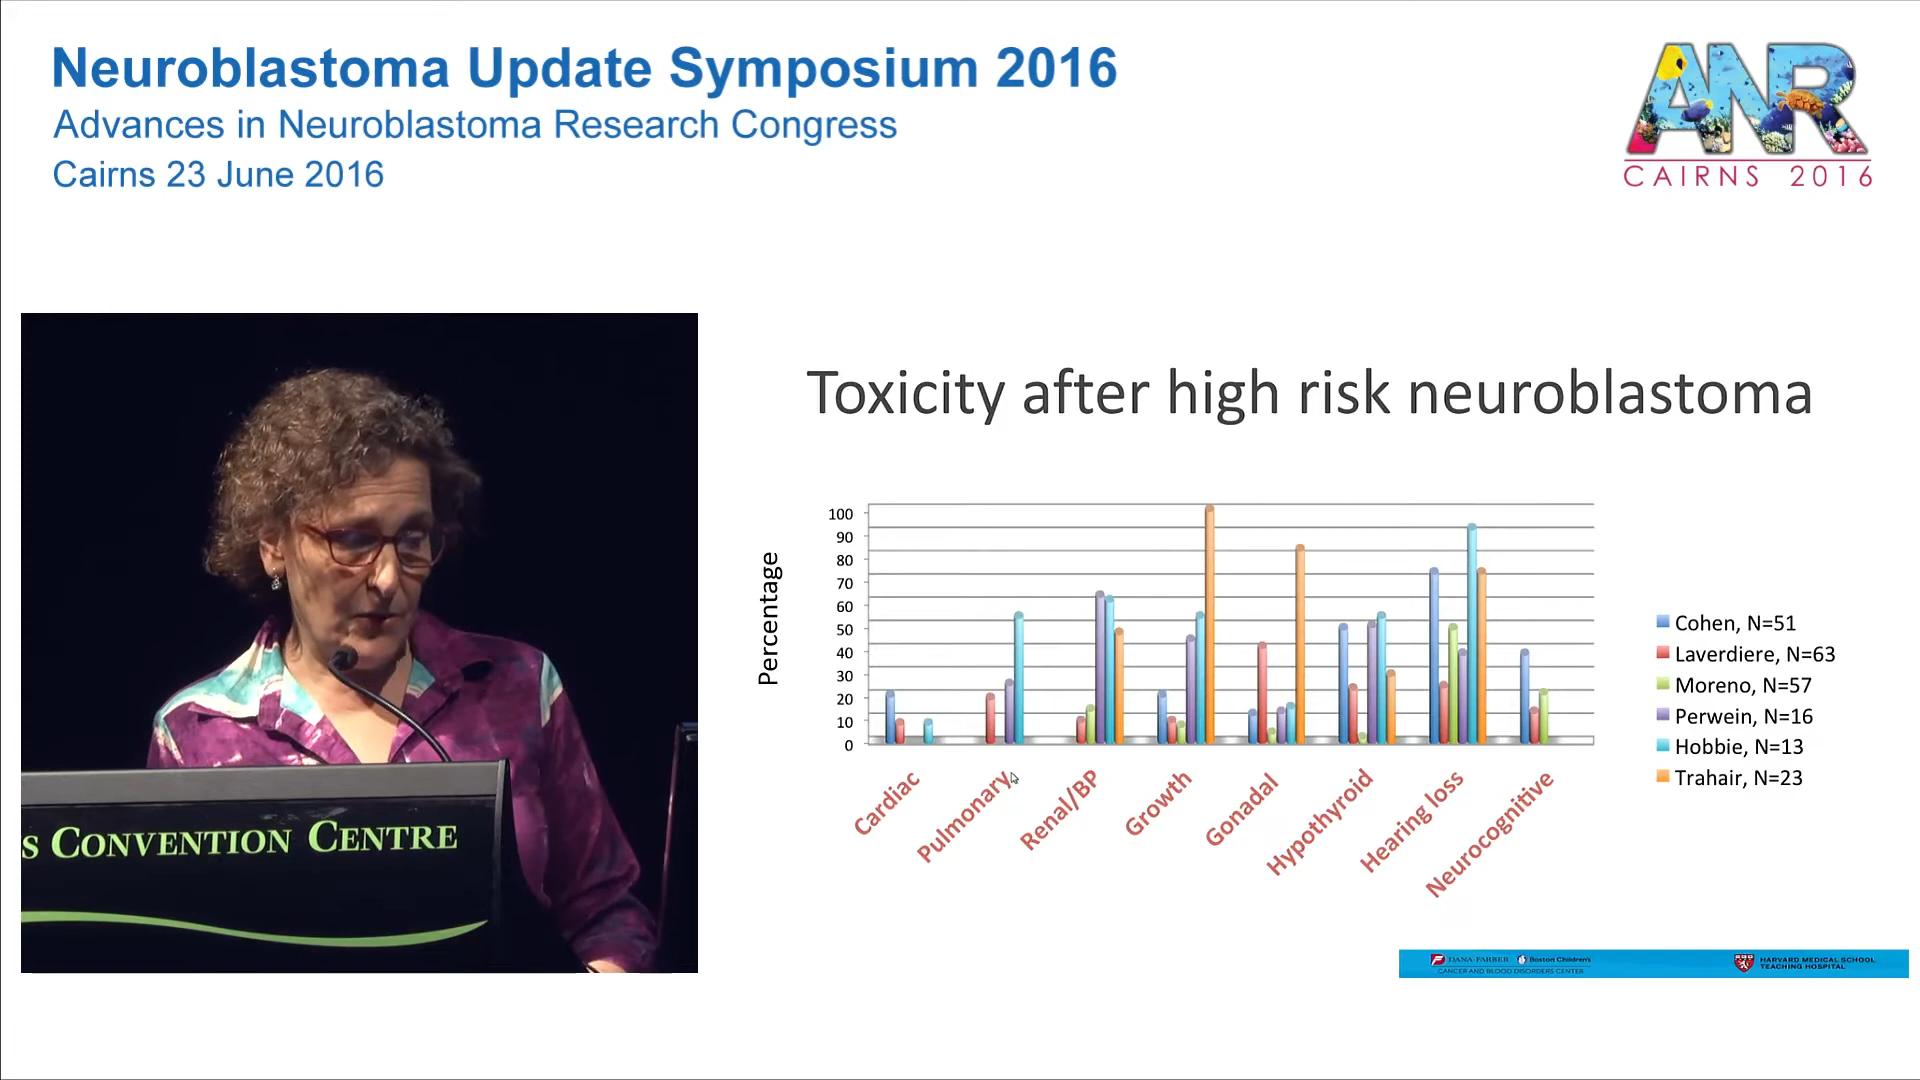 Neuroblastoma Update Symposium 2016
Advances in Neuroblastoma Research Congress
Cairns 23 June 2016
ANR
CAIRNS 2016
S CONVENTION CENTRE
Toxicity after high risk neuroblastoma
Percentage
100
90
80
70
60
50
40
30
20
10
0
Cardiac
Pulmonary
Renal/BP
Growth
Gonadal
Hypothyroid
Hearing loss
Neurocognitive
Cohen, N=51
Laverdiere, N=63
Moreno, N=57
Perwein, N=16
Hobbie, N=13
Trahair, N=23
DANA-FARBER Boston Children's
CANCER AND BLOOD DISORDERS CENTER
HARVARD MEDICAL SCHOOL
TEACHING HOSPITAL